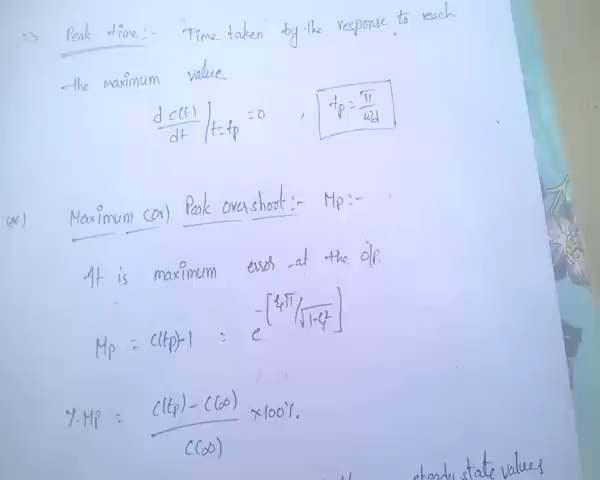 Peak time :- Time taken by the response to reach
the maximum value
d c(t)/dt | t=tp = 0 , tp = π/ωd
Maximum (or) Peak overshoot :- Mp :-
It is maximum error at the o/p.
Mp = c(tp)-1 = e^-[ξπ/√1-ξ²]
%Mp = c(tp) - c(∞) / c(∞) ×100%.
steady state values